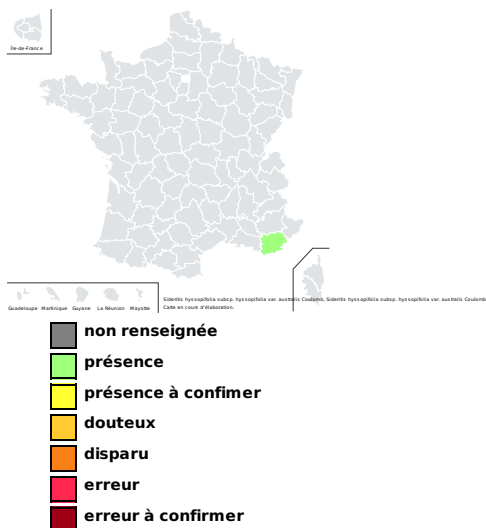 Île-de-France
Guadeloupe Martinique Guyane La Réunion Mayotte
Sideritis hyssopifolia subsp. hyssopifolia var. australis Coulomb, Sideritis hyssopifolia subsp. hyssopifolia var. australis Coulomb
Carte en cours d'élaboration.
non renseignée
présence
présence à confimer
douteux
disparu
erreur
erreur à confirmer